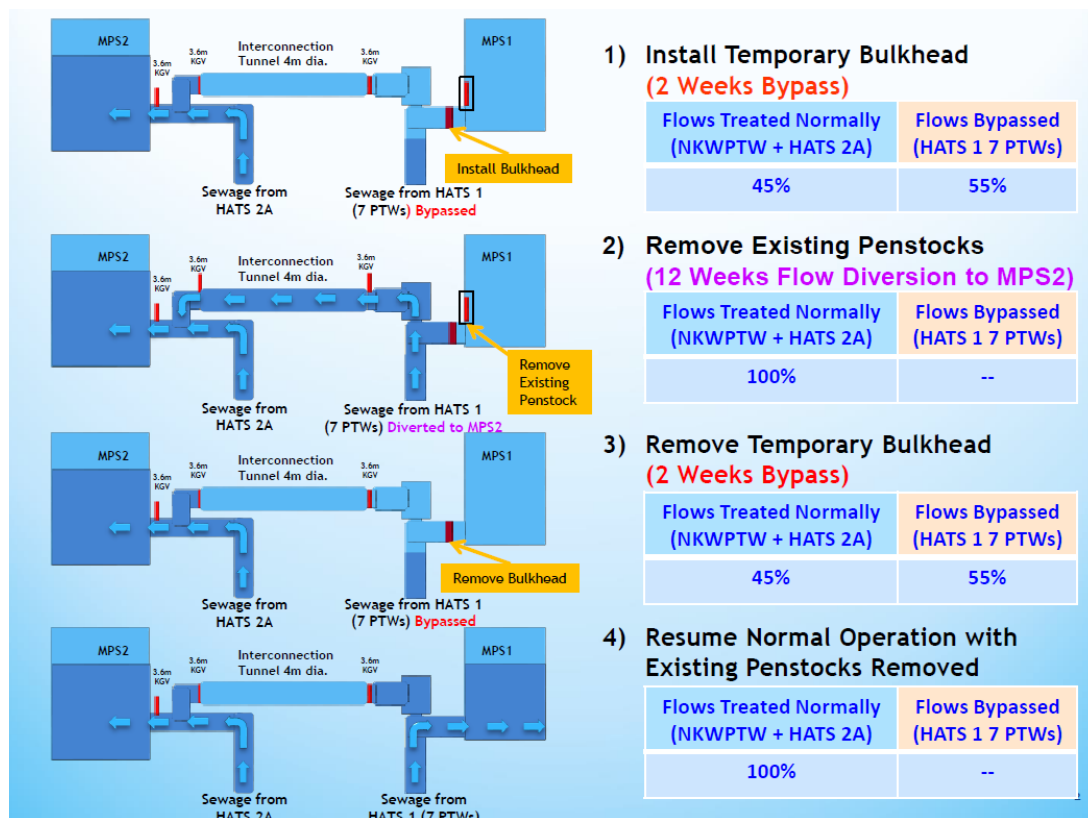 MPS2
3.6m
KGV
3.6m
KGV
Interconnection
Tunnel 4m dia.
3.6m
KGV
MPS1
Install Bulkhead
Sewage from
HATS 2A
Sewage from HATS 1
(7 PTWs) Bypassed
1) Install Temporary Bulkhead
(2 Weeks Bypass)
Flows Treated Normally
(NKWPTW + HATS 2A)
Flows Bypassed
(HATS 1 7 PTWs)
45%
55%
MPS2
3.6m
KGV
3.6m
KGV
Interconnection
Tunnel 4m dia.
3.6m
KGV
MPS1
Remove
Existing
Penstock
Sewage from
HATS 2A
Sewage from HATS 1
(7 PTWs) Diverted to MPS2
2) Remove Existing Penstocks
(12 Weeks Flow Diversion to MPS2)
Flows Treated Normally
(NKWPTW + HATS 2A)
Flows Bypassed
(HATS 1 7 PTWs)
100%
--
MPS2
3.6m
KGV
3.6m
KGV
Interconnection
Tunnel 4m dia.
3.6m
KGV
MPS1
Remove Bulkhead
Sewage from
HATS 2A
Sewage from HATS 1
(7 PTWs) Bypassed
3) Remove Temporary Bulkhead
(2 Weeks Bypass)
Flows Treated Normally
(NKWPTW + HATS 2A)
Flows Bypassed
(HATS 1 7 PTWs)
45%
55%
MPS2
3.6m
KGV
3.6m
KGV
Interconnection
Tunnel 4m dia.
3.6m
KGV
MPS1
Sewage from
HATS 2A
Sewage from
HATS 1 (7 PTWs)
4) Resume Normal Operation with
Existing Penstocks Removed
Flows Treated Normally
(NKWPTW + HATS 2A)
Flows Bypassed
(HATS 1 7 PTWs)
100%
--